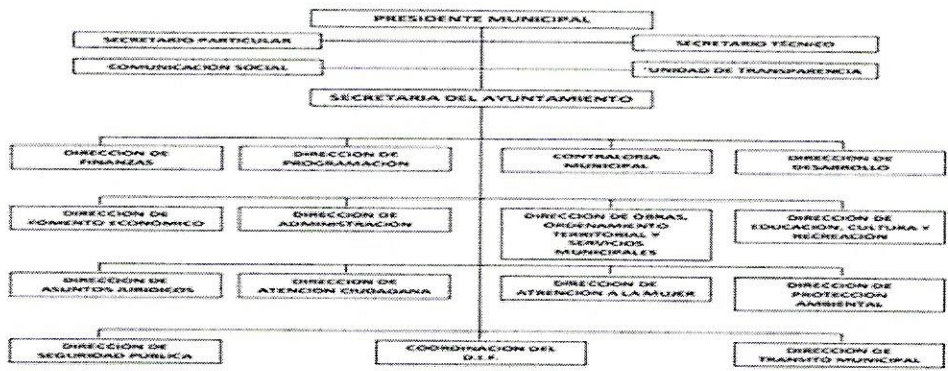 PRESIDENTE MUNICIPAL
SECRETARIO PARTICULAR
SECRETARIO TÉCNICO
COMUNICACIÓN SOCIAL
*UNIDAD DE TRANSPARENCIA
SECRETARIA DEL AYUNTAMIENTO
DIRECCIÓN DE
FINANZAS
DIRECCIÓN DE
PROGRAMACIÓN
CONTRALORIA
MUNICIPAL
DIRECCIÓN DE
DESARROLLO
DIRECCIÓN DE
FOMENTO ECONÓMICO
DIRECCIÓN DE
ADMINISTRACIÓN
DIRECCIÓN DE OBRAS,
ORDENAMIENTO
TERRITORIAL Y
SERVICIOS
MUNICIPALES
DIRECCIÓN DE
EDUCACIÓN, CULTURA Y
RECREACIÓN
DIRECCIÓN DE
ASUNTOS JURÍDICOS
DIRECCION DE
ATENCIÓN CIUDADANA
DIRECCIÓN DE
ATRENCION A LA MUJER
DIRECCIÓN DE
PROTECCIÓN
AMBIENTAL
DIRECCIÓN DE
SEGURIDAD PÚBLICA
COORDINACIÓN DEL
D.I.F.
DIRECCIÓN DE
TRÁNSITO MUNICIPAL